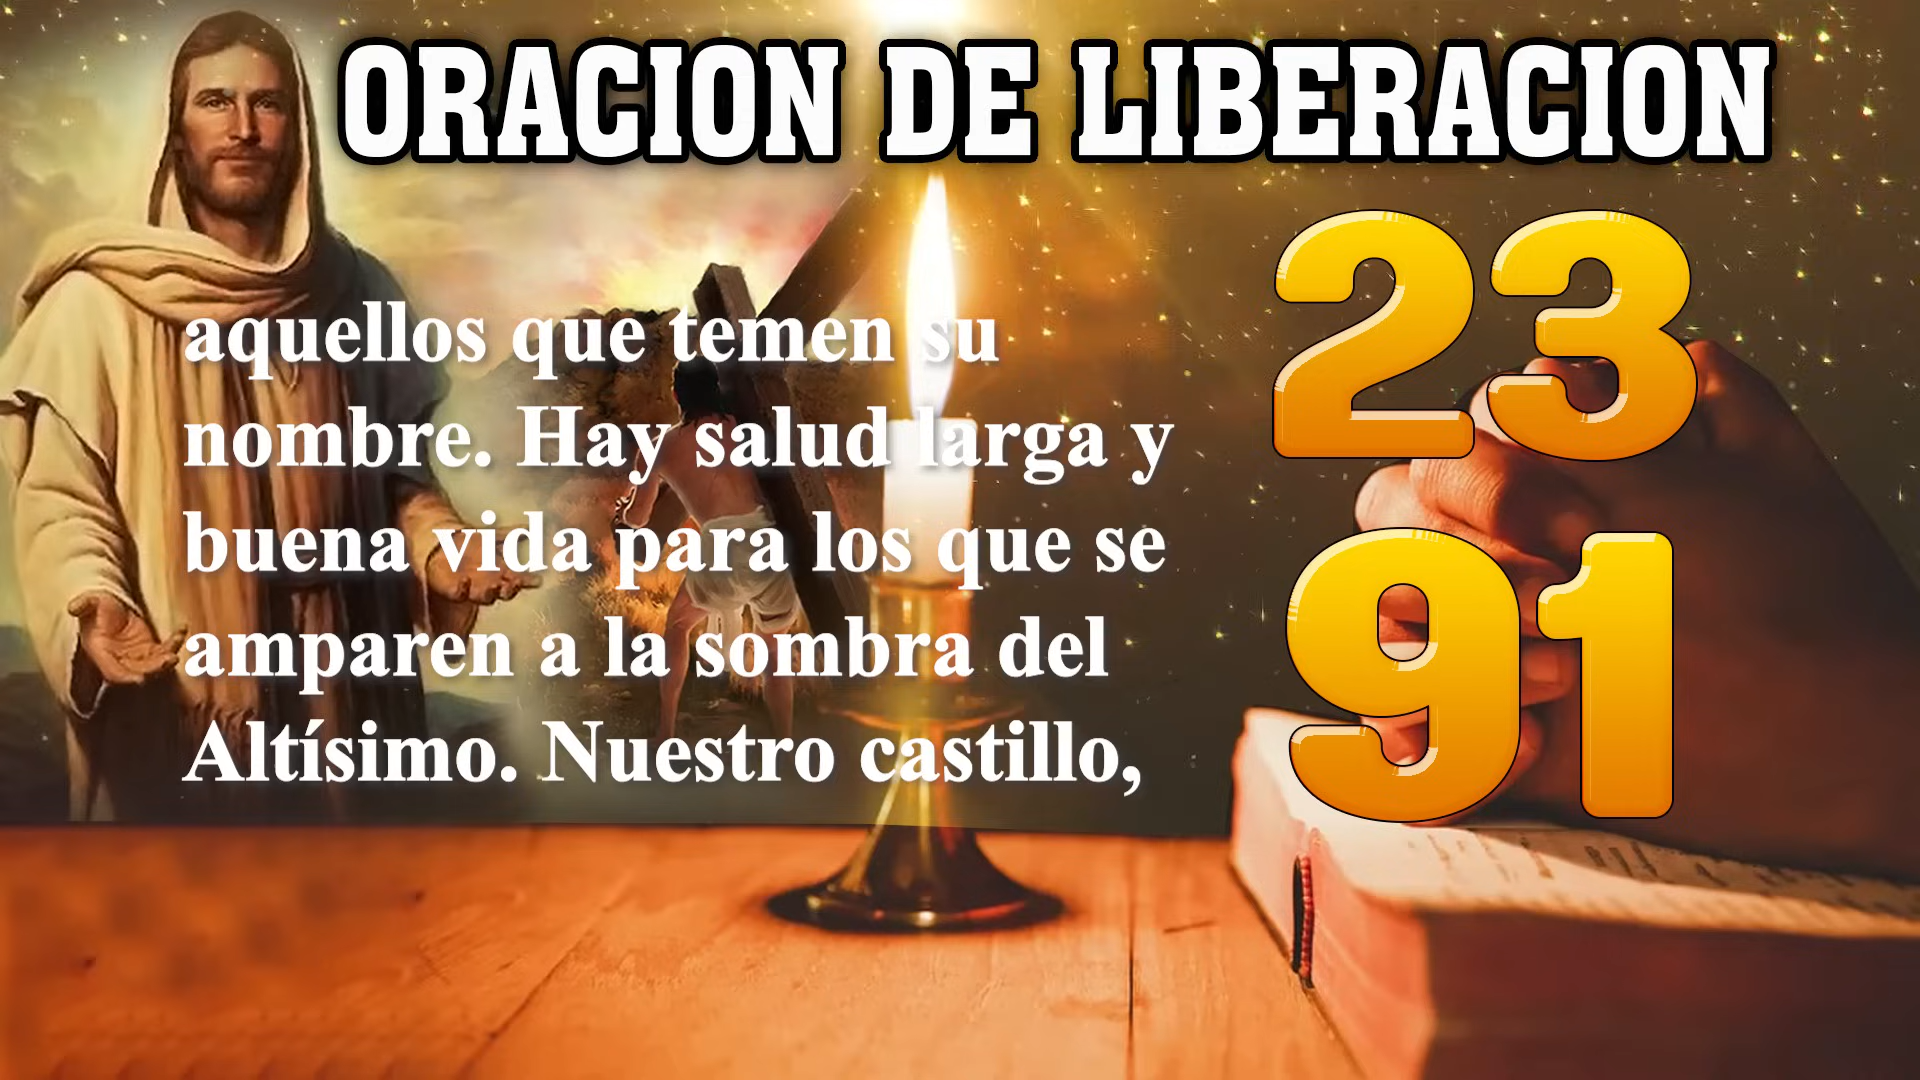 ORACION DE LIBERACION
aquellos que temen su
nombre. Hay salud larga y
buena vida para los que se
amparen a la sombra del
Altísimo. Nuestro castillo,
23
91